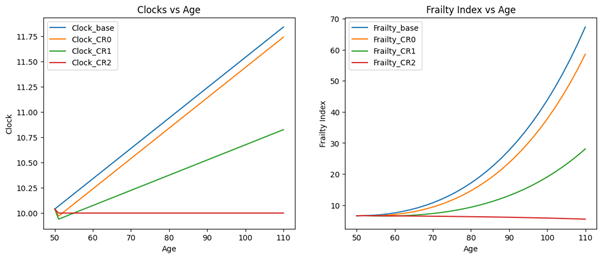 Clocks vs Age
Clock_base
Clock_CR0
Clock_CR1
Clock_CR2
11.75
11.50
11.25
11.00
10.75
10.50
10.25
10.00
Clock
50 60 70 80 90 100 110
Age
Frailty Index vs Age
Frailty_base
Frailty_CR0
Frailty_CR1
Frailty_CR2
70
60
50
40
30
20
10
Frailty Index
50 60 70 80 90 100 110
Age